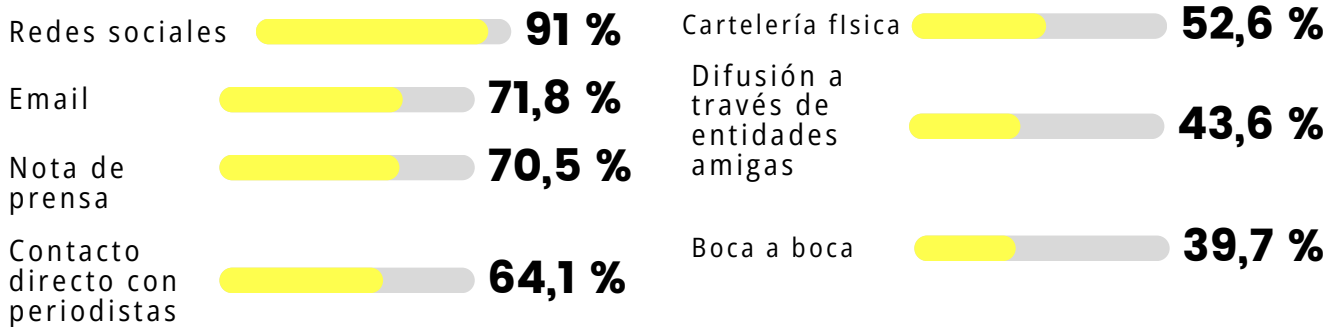 Redes sociales 91 %
Email 71,8 %
Nota de
prensa
70,5 %
Contacto
directo con
periodistas
64,1 %
Cartelería fIsica 52,6 %
Difusión a
través de
entidades
amigas
43,6 %
Boca a boca 39,7 %